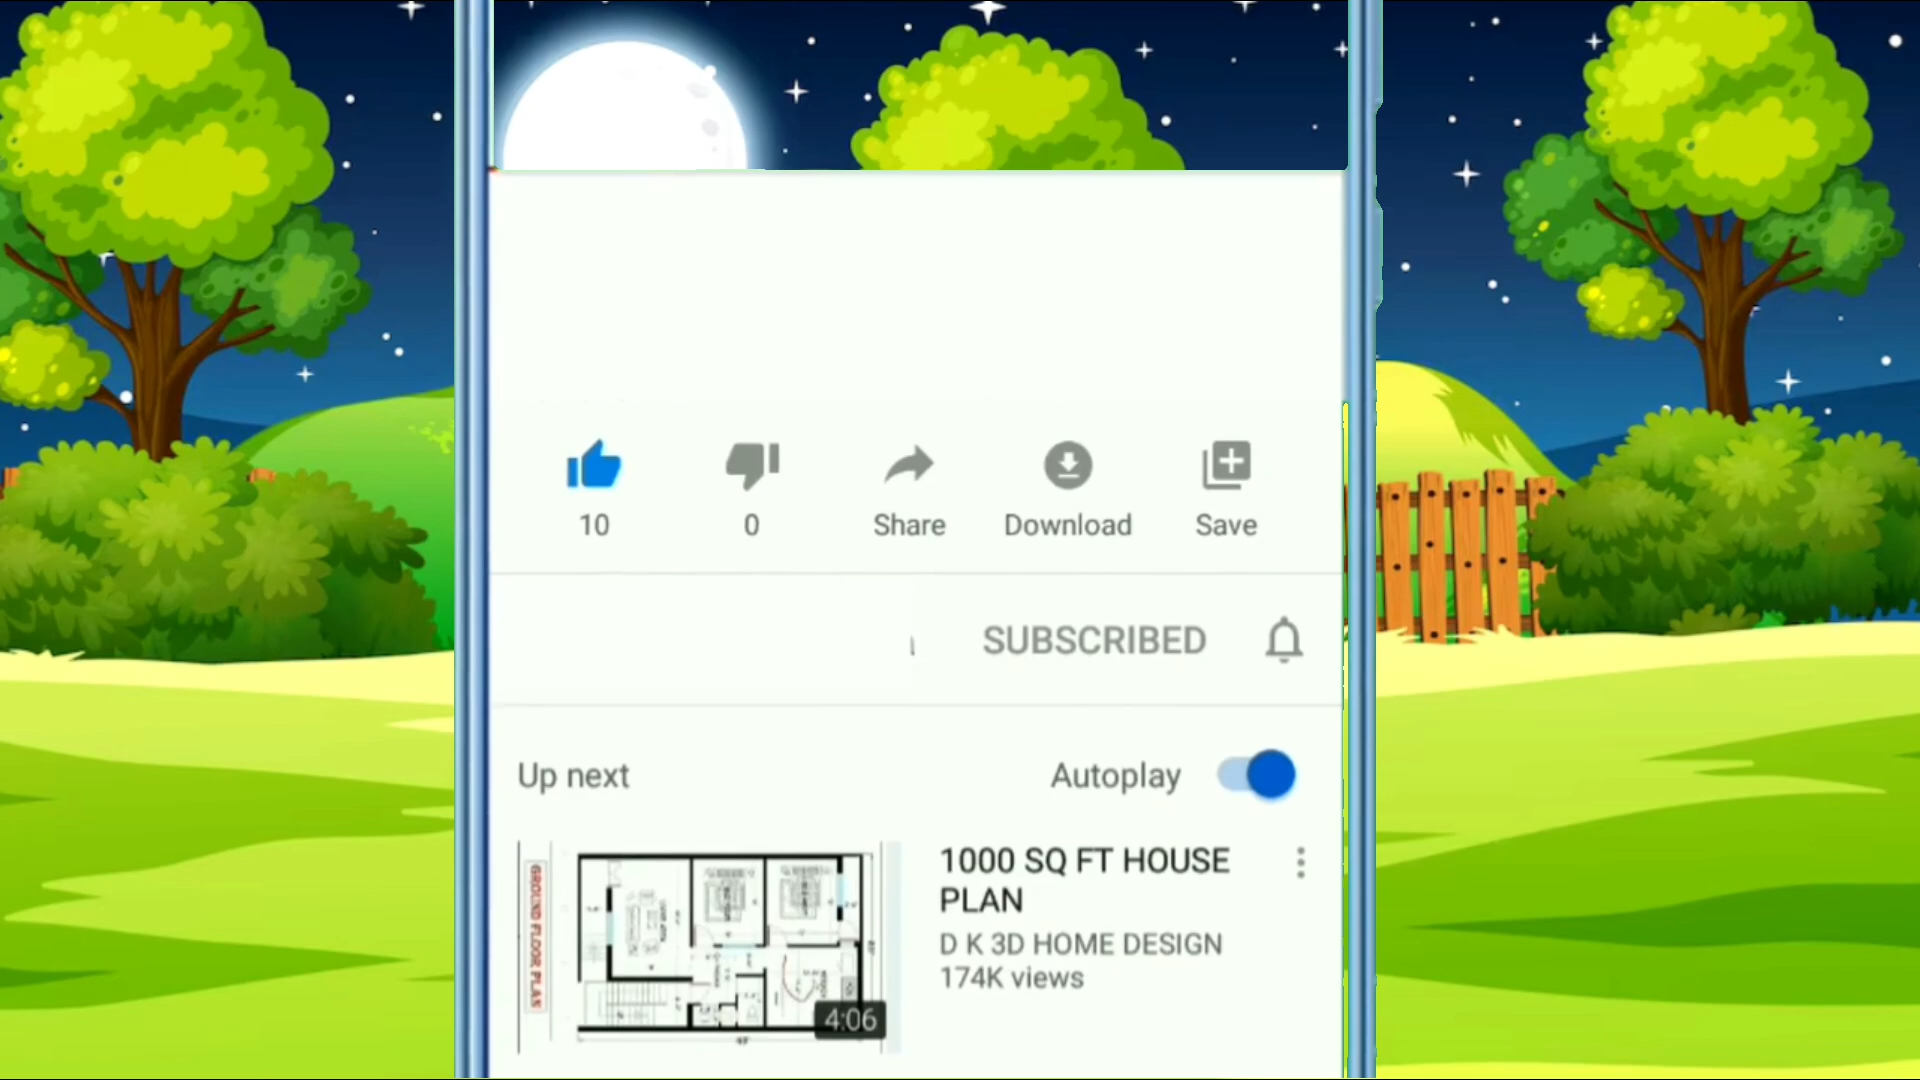 10
0
Share
Download
Save
SUBSCRIBED
Up next
Autoplay
1000 SQ FT HOUSE
PLAN
D K 3D HOME DESIGN
174K views
GROUND FLOOR PLAN
4:06